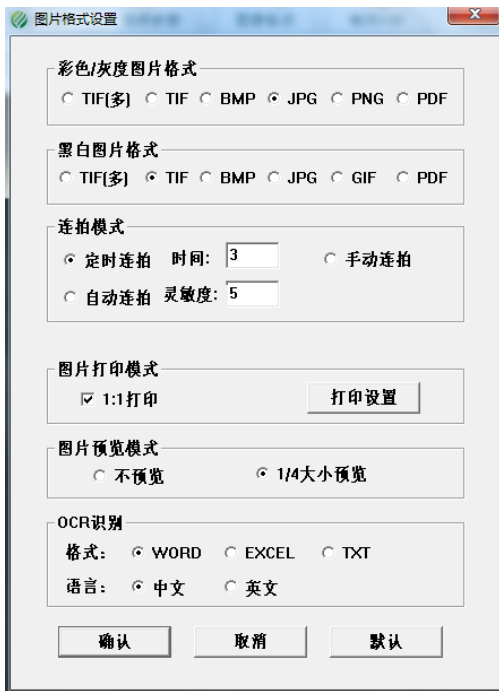 图片格式设置
彩色/灰度图片格式
TIF(多) TIF BMP JPG PNG PDF
黑白图片格式
TIF(多) TIF BMP JPG GIF PDF
连拍模式
定时连拍 时间: 3 手动连拍
自动连拍 灵敏度: 5
图片打印模式
1:1打印 打印设置
图片预览模式
不预览 1/4大小预览
OCR识别
格式: WORD EXCEL TXT
语言: 中文 英文
确认 取消 默认